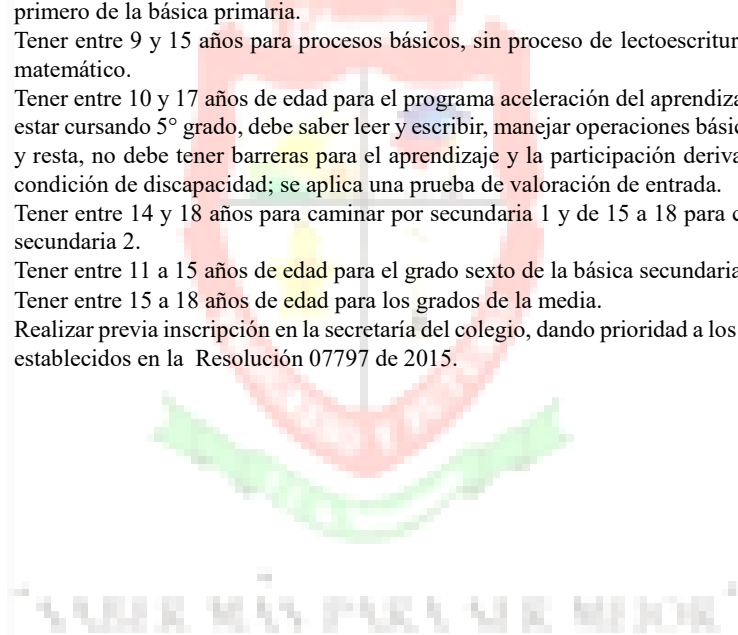 primero de la básica primaria.
Tener entre 9 y 15 años para procesos básicos, sin proceso de lectoescritur
matemático.
Tener entre 10 y 17 años de edad para el programa aceleración del aprendiza
estar cursando 5° grado, debe saber leer y escribir, manejar operaciones básic
y resta, no debe tener barreras para el aprendizaje y la participación deriva
condición de discapacidad; se aplica una prueba de valoración de entrada.
Tener entre 14 y 18 años para caminar por secundaria 1 y de 15 a 18 para c
secundaria 2.
Tener entre 11 a 15 años de edad para el grado sexto de la básica secundaria
Tener entre 15 a 18 años de edad para los grados de la media.
Realizar previa inscripción en la secretaría del colegio, dando prioridad a los
establecidos en la Resolución 07797 de 2015.
"SABER MÁS PARA SER MEJOR"